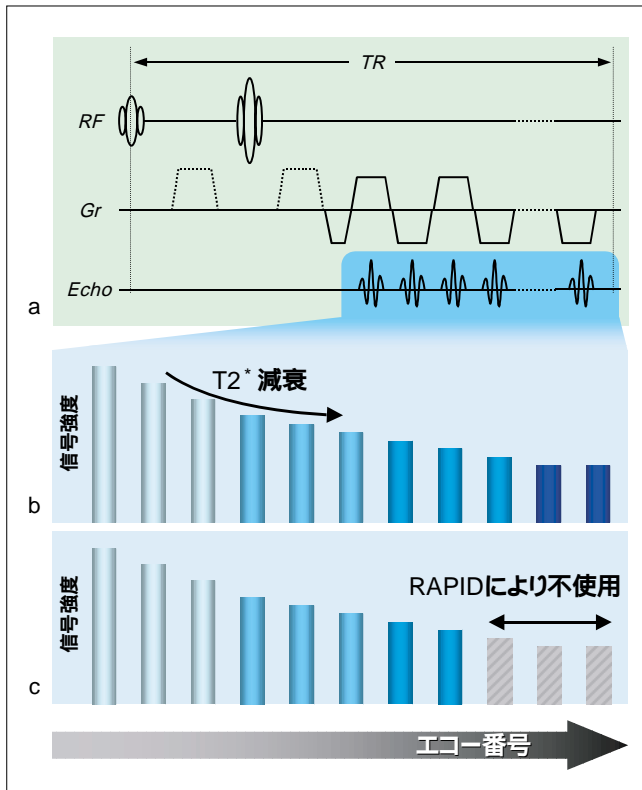 TR
RF
Gr
Echo
a
T2* 減衰
信号強度
b
RAPIDにより不使用
信号強度
c
エコー番号